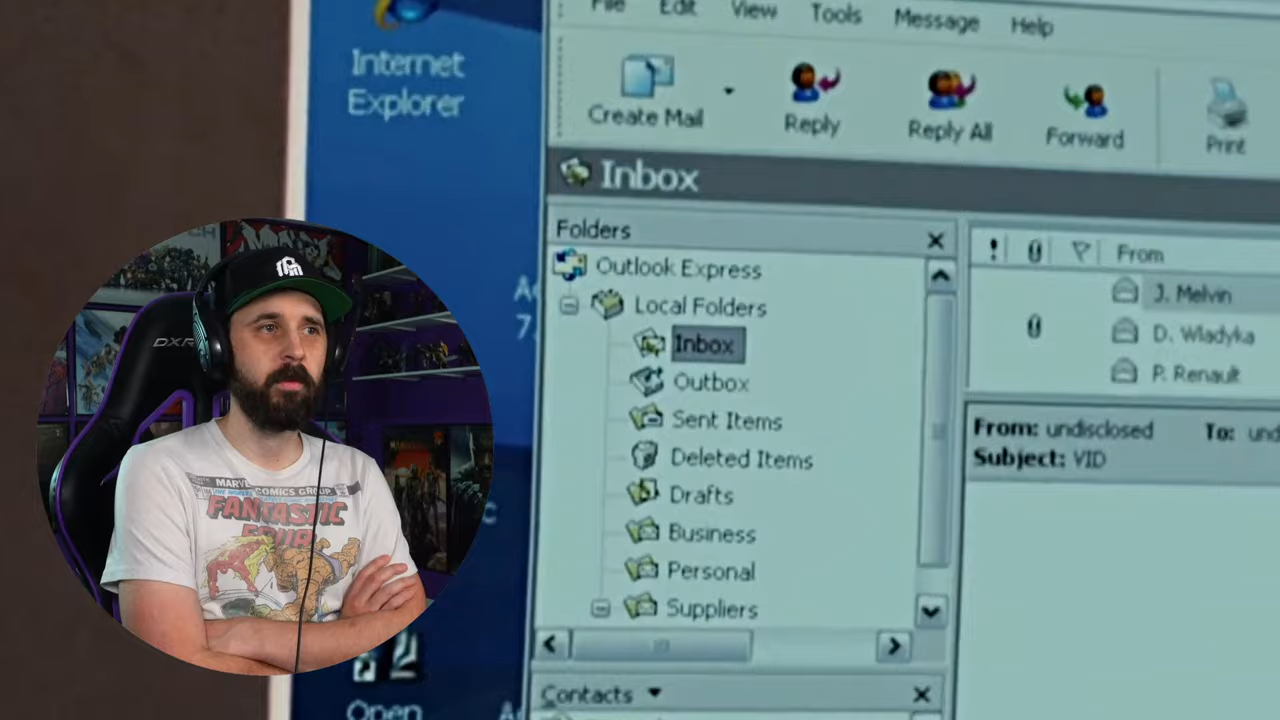 File Edit View Tools Message Help
Internet Explorer
Create Mail
Reply
Reply All
Forward
Print
Inbox
Folders
Outlook Express
Local Folders
Inbox
Outbox
Sent Items
Deleted Items
Drafts
Business
Personal
Suppliers
Contacts
! From
J. Melvin
D. Wladyka
P. Renault
From: undisclosed To:
Subject: VID
Open
DXR
MARVEL COMICS GROUP
FANTASTIC
FOUR